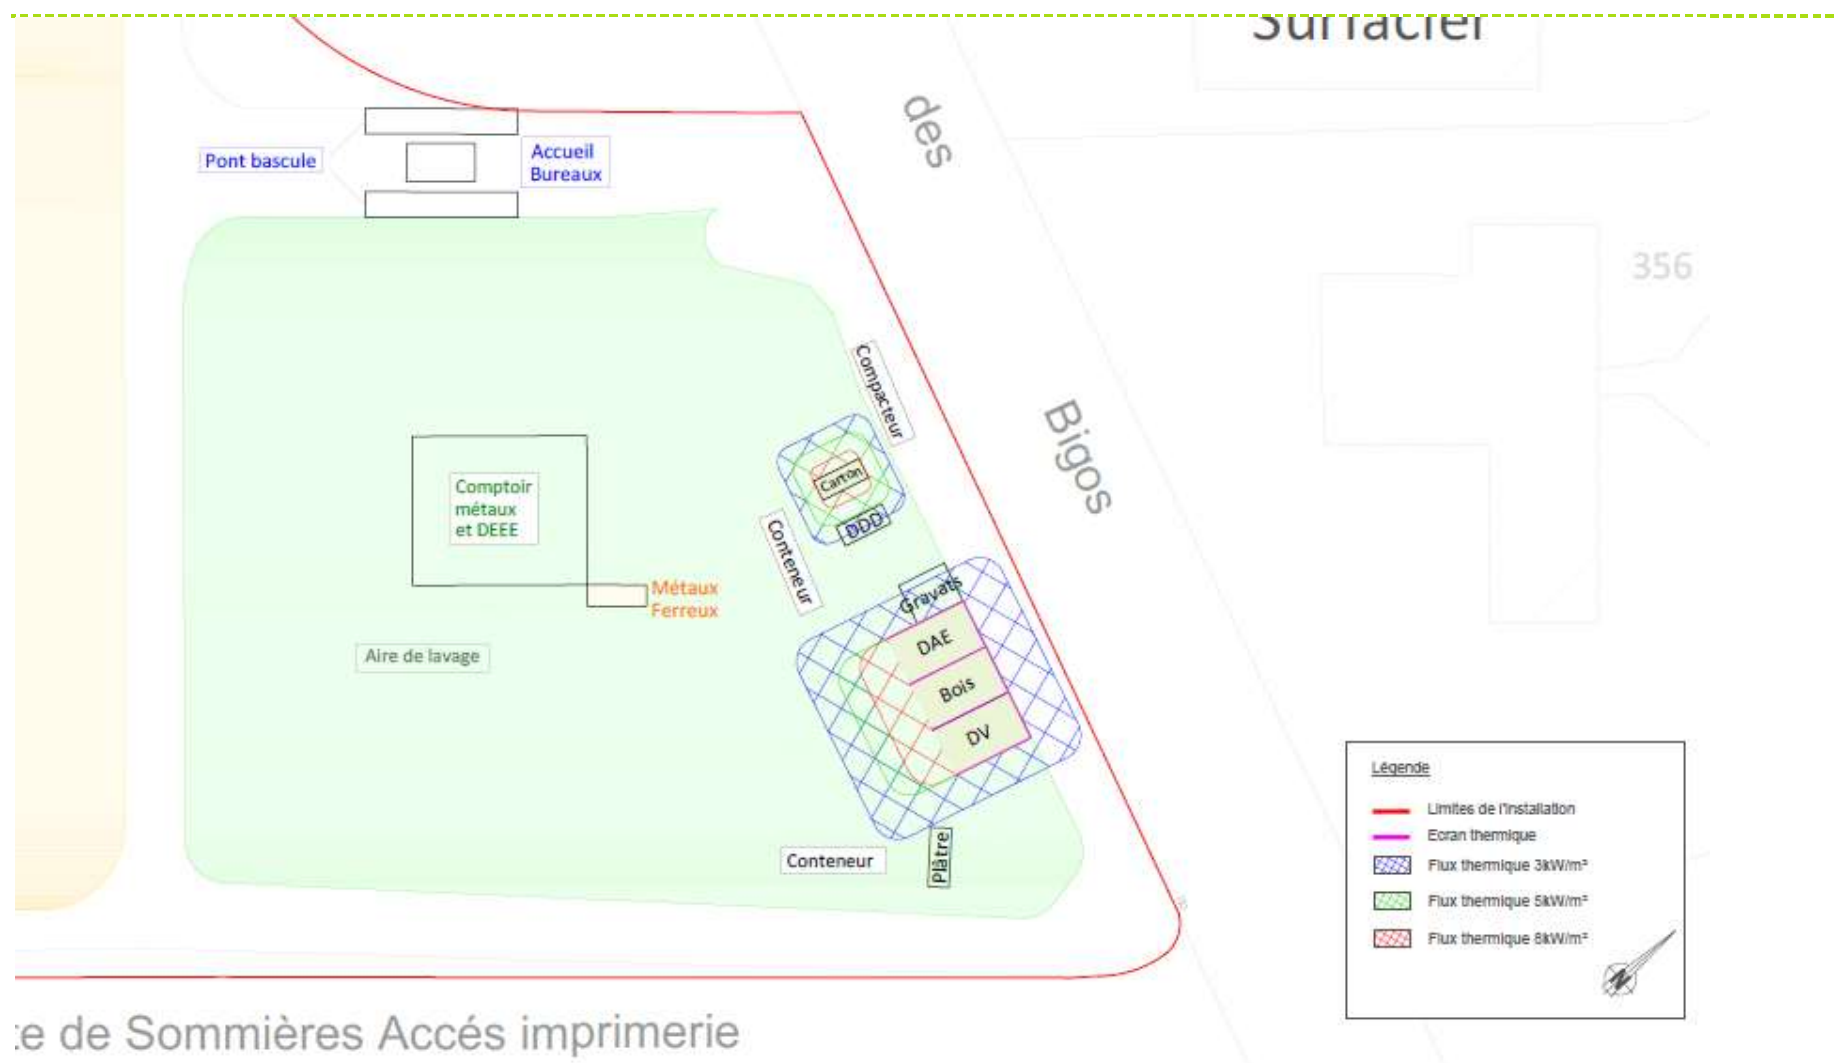 Surfacier
des
Pont bascule
Accueil
Bureaux
356
Compacteur
Bigos
Carton
Comptoir
métaux
et DEEE
DDD
Conteneur
Métaux
Ferreux
Gravats
DAE
Aire de lavage
Bois
DV
Plâtre
Conteneur
Légende
Limites de l'installation
Ecran thermique
Flux thermique 3kW/m²
Flux thermique 5kW/m²
Flux thermique 8kW/m²
N
te de Sommières Accés imprimerie